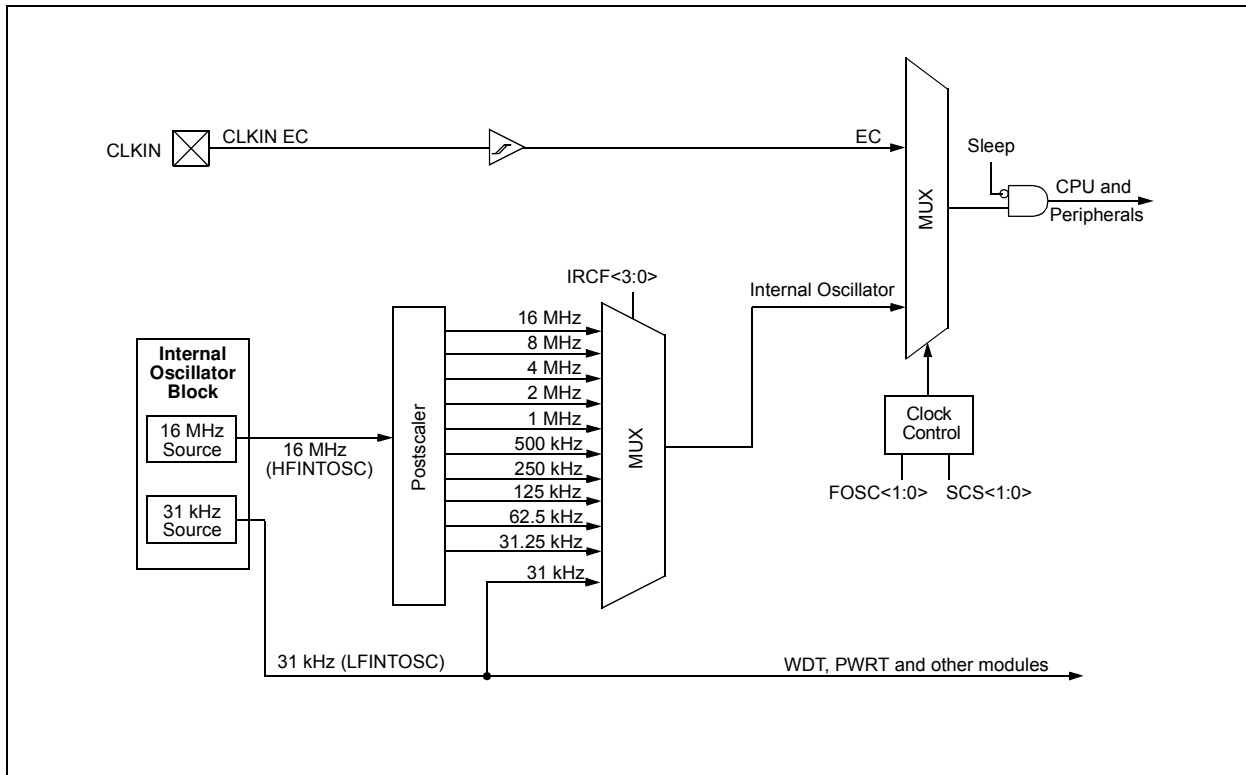 CLKIN
CLKIN EC
EC
Sleep
MUX
CPU and
Peripherals
IRCF<3:0>
Internal Oscillator
Internal
Oscillator
Block
16 MHz
Source
31 kHz
Source
16 MHz
(HFINTOSC)
Postscaler
16 MHz
8 MHz
4 MHz
2 MHz
1 MHz
500 kHz
250 kHz
125 kHz
62.5 kHz
31.25 kHz
31 kHz
MUX
Clock
Control
FOSC<1:0>
SCS<1:0>
31 kHz (LFINTOSC)
WDT, PWRT and other modules